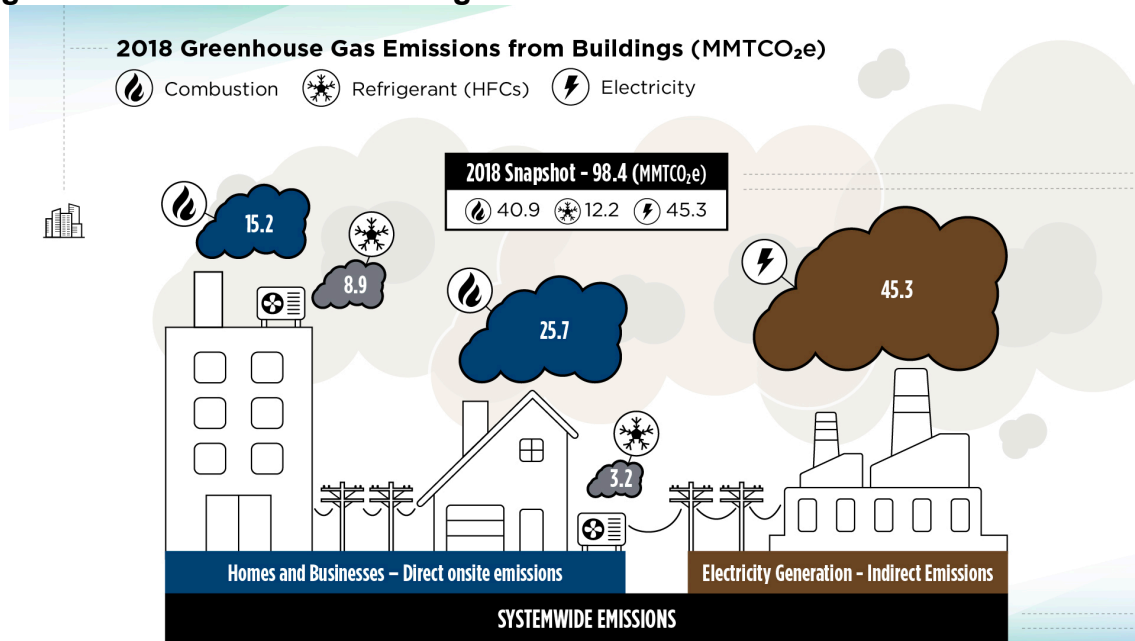 2018 Greenhouse Gas Emissions from Buildings (MMTCO₂e)
Combustion Refrigerant (HFCs) Electricity
2018 Snapshot - 98.4 (MMTCO₂e)
40.9 12.2 45.3
15.2
8.9
25.7
45.3
3.2
Homes and Businesses – Direct onsite emissions
Electricity Generation - Indirect Emissions
SYSTEMWIDE EMISSIONS